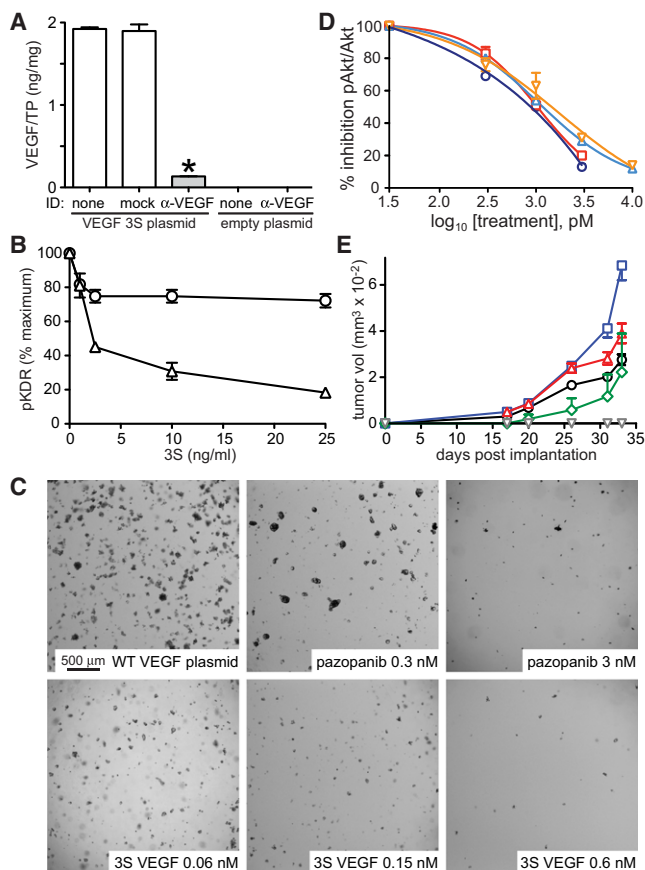 A
VEGF/TP (ng/mg)
2
1
0
ID: none mock α-VEGF none α-VEGF
VEGF 3S plasmid empty plasmid
*
D
% inhibition pAkt/Akt
100
80
60
40
20
0
1.5 2.0 2.5 3.0 3.5 4.0
log10 [treatment], pM
B
pKDR (% maximum)
100
80
60
40
20
0
0 5 10 15 20 25
3S (ng/ml)
E
tumor vol (mm³ x 10⁻²)
6
4
2
0
0 5 10 15 20 25 30 35
days post implantation
C
500 µm WT VEGF plasmid
pazopanib 0.3 nM
pazopanib 3 nM
3S VEGF 0.06 nM
3S VEGF 0.15 nM
3S VEGF 0.6 nM